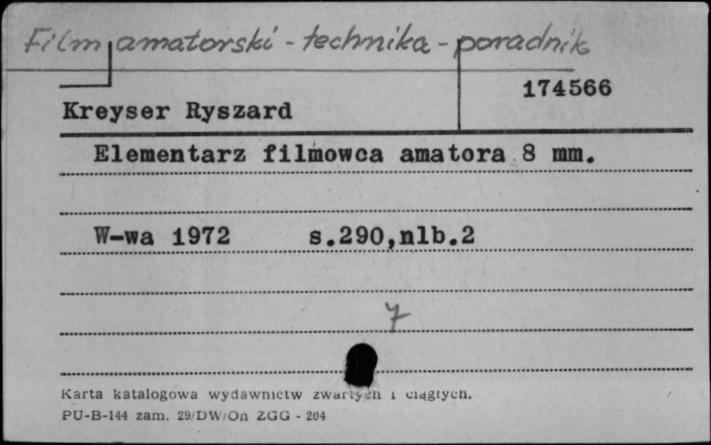 Film amatorski - technika - poradnik
174566
Kreyser Ryszard
Elementarz filmowca amatora 8 mm.
W-wa 1972 s.290,nlb.2
7
Karta katalogowa wydawnictw zwartych i ciągłych.
PU-B-144 zam. 29/DW/On ZGG - 204